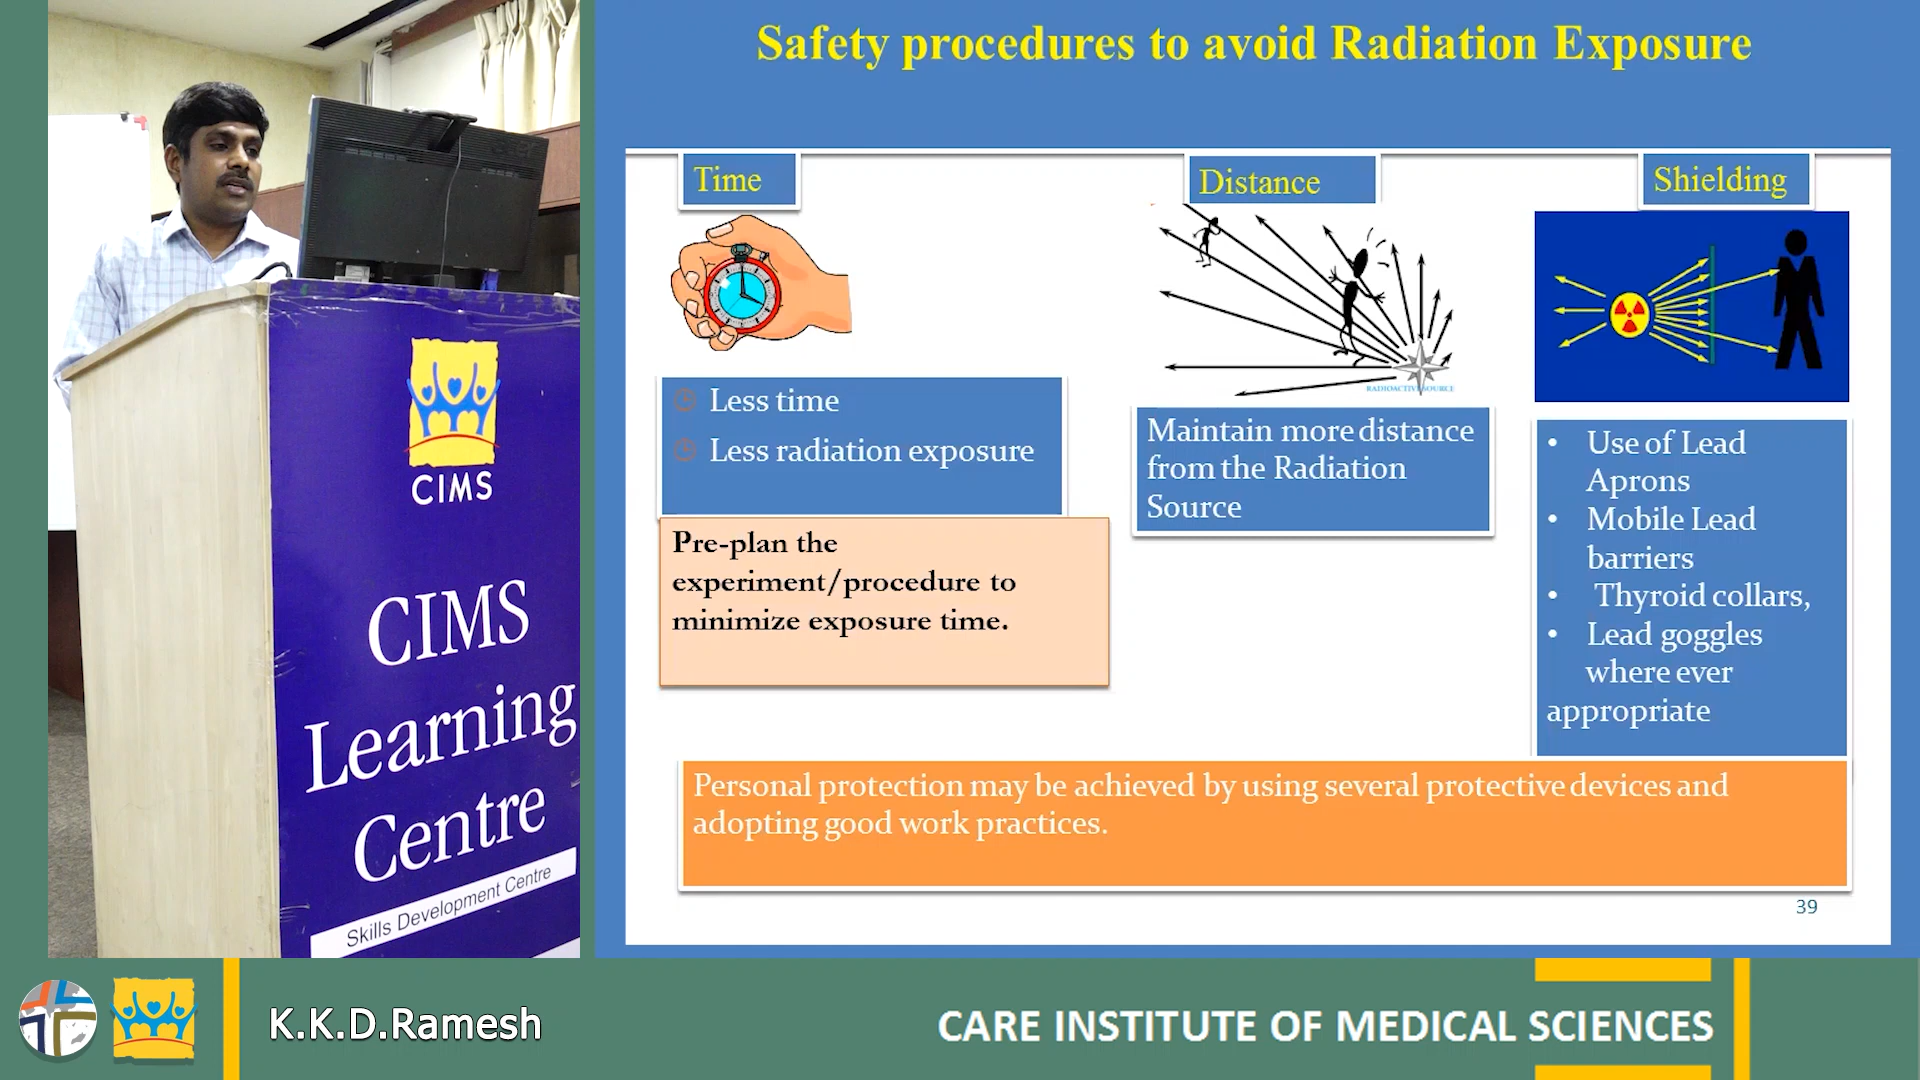 Safety procedures to avoid Radiation Exposure
Time
Distance
Shielding
RADIOACTIVE SOURCE
Less time
Less radiation exposure
Pre-plan the
experiment/procedure to
minimize exposure time.
Maintain more distance
from the Radiation
Source
• Use of Lead
Aprons
• Mobile Lead
barriers
• Thyroid collars,
• Lead goggles
where ever
appropriate
Personal protection may be achieved by using several protective devices and
adopting good work practices.
39
CIMS
CIMS
Learning
Centre
Skills Development Centre
K.K.D.Ramesh
CARE INSTITUTE OF MEDICAL SCIENCES